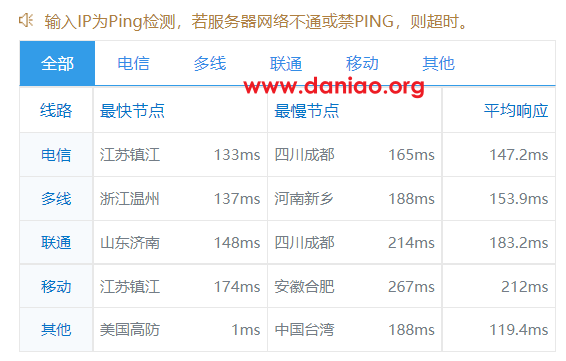 输入IP为Ping检测，若服务器网络不通或禁PING，则超时。
全部 电信 多线 联通 移动 其他
www.daniao.org
线路 最快节点 最慢节点 平均响应
电信 江苏镇江 133ms 四川成都 165ms 147.2ms
多线 浙江温州 137ms 河南新乡 188ms 153.9ms
联通 山东济南 148ms 四川成都 214ms 183.2ms
移动 江苏镇江 174ms 安徽合肥 267ms 212ms
其他 美国高防 1ms 中国台湾 188ms 119.4ms